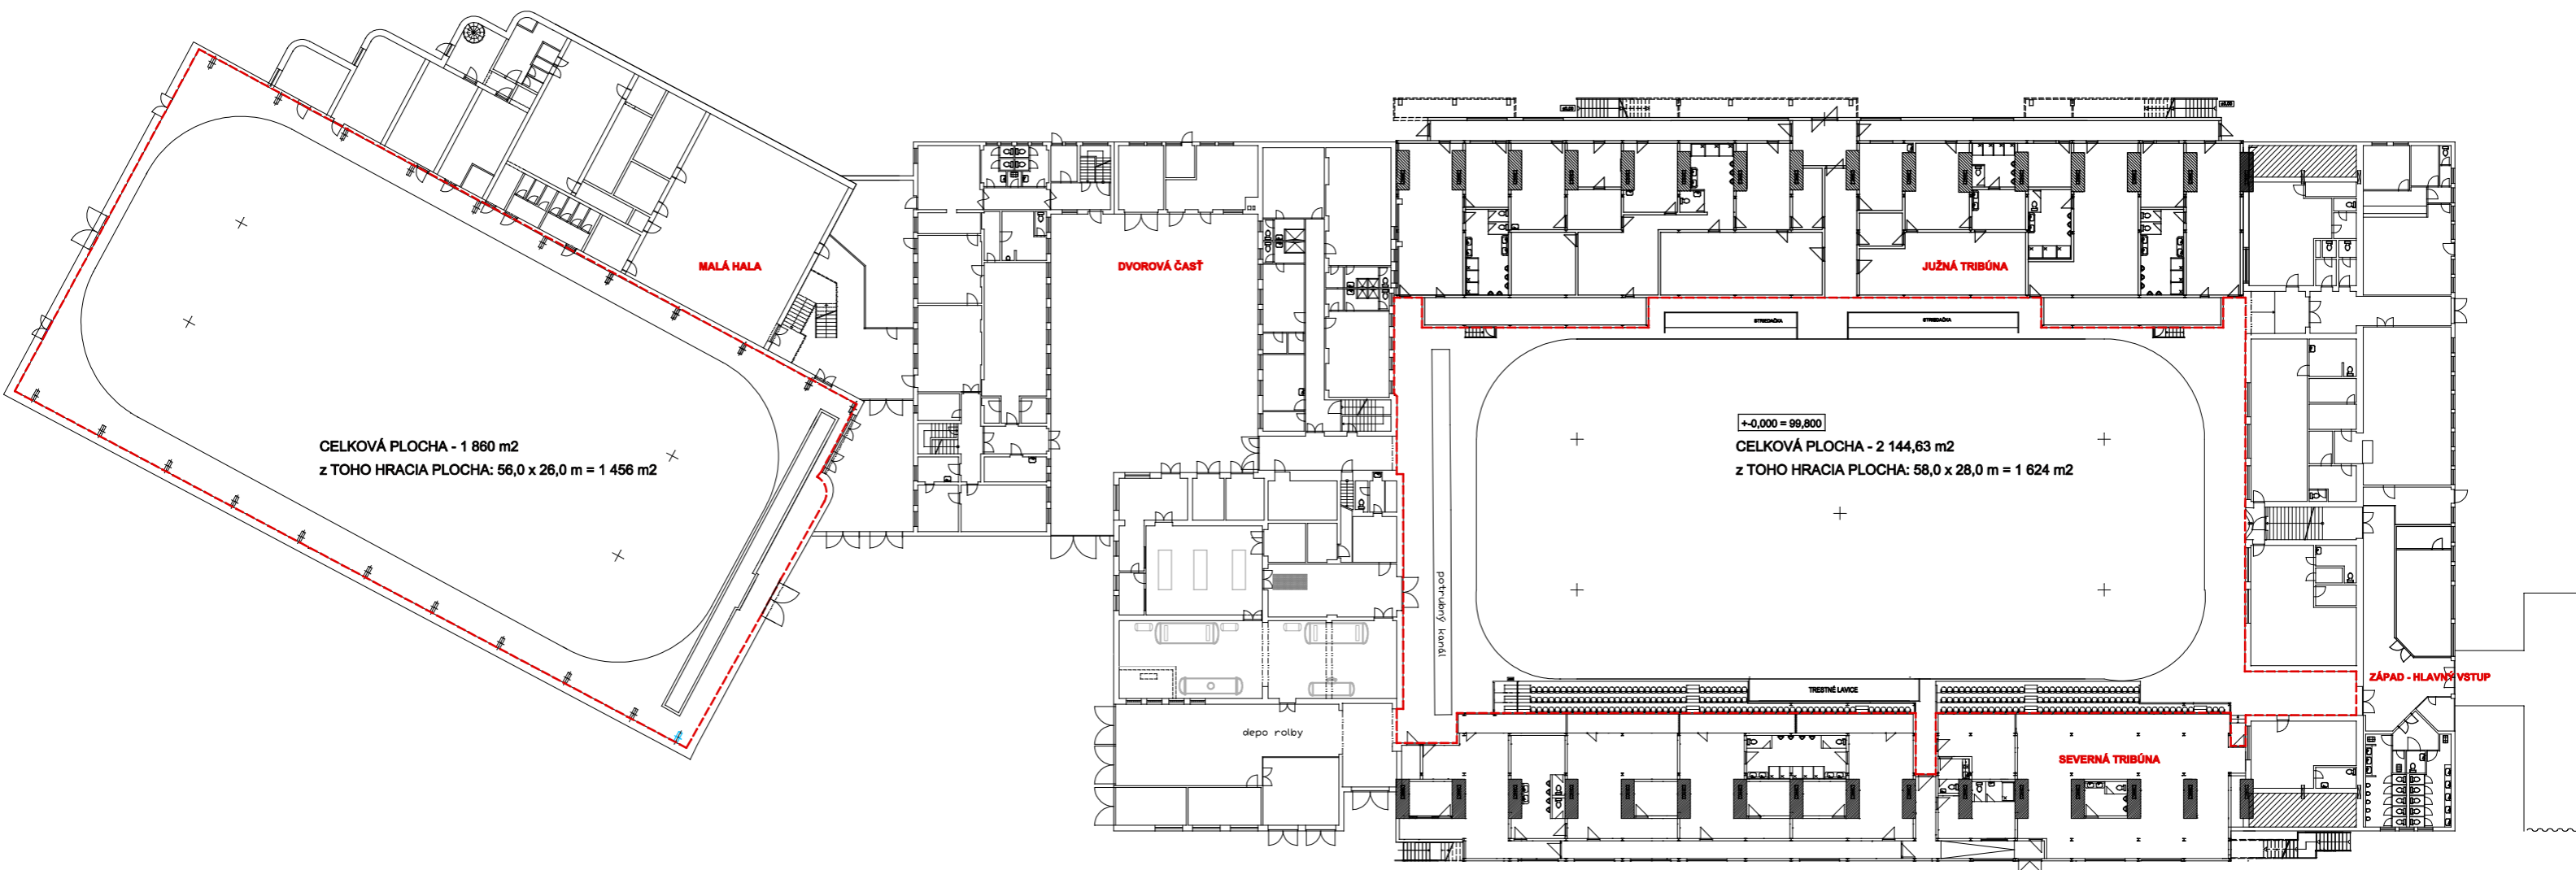 MALÁ HALA
CELKOVÁ PLOCHA - 1 860 m2
z TOHO HRACIA PLOCHA: 56,0 x 26,0 m = 1 456 m2
DVOROVÁ ČASŤ
depo rolby
JUŽNÁ TRIBÚNA
STRIEDAČKA
STRIEDAČKA
+-0,000 = 99,800
CELKOVÁ PLOCHA - 2 144,63 m2
z TOHO HRACIA PLOCHA: 58,0 x 28,0 m = 1 624 m2
potrubný kanál
TRESTNÉ LAVICE
ZÁPAD - HLAVNÝ VSTUP
SEVERNÁ TRIBÚNA